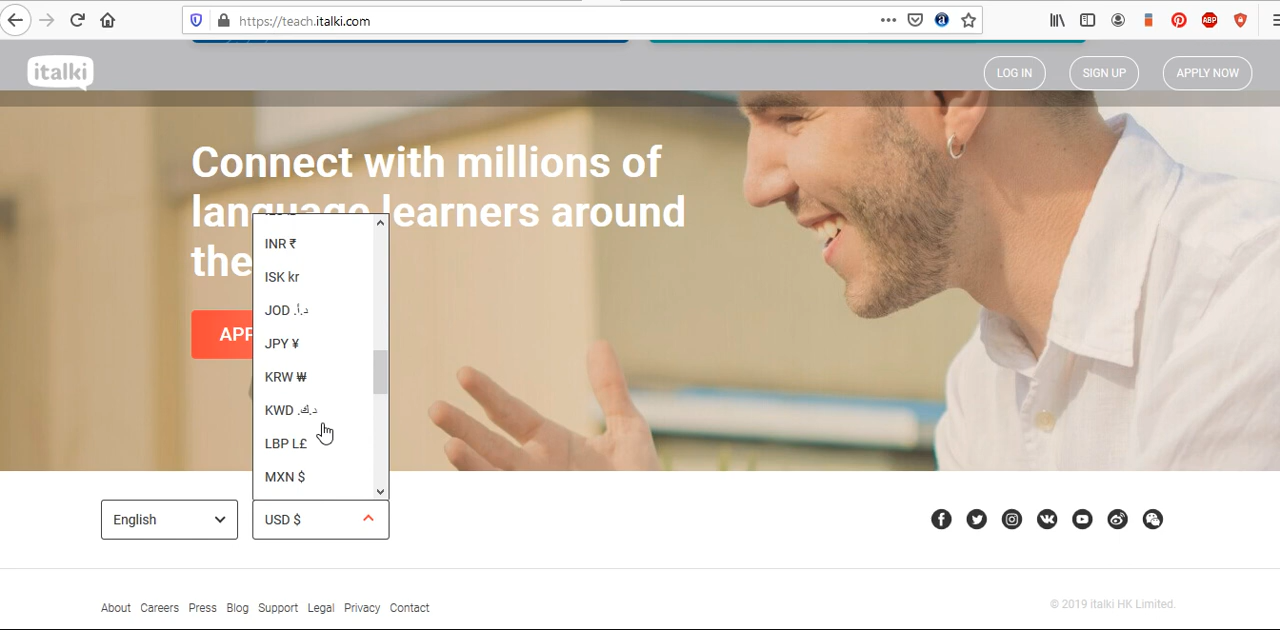 https://teach.italki.com
ABP
italki
LOG IN
SIGN UP
APPLY NOW
Connect with millions of
language learners around
the
APP
INR ₹
ISK kr
JOD د.أ.
JPY ¥
KRW ₩
KWD د.ك.
LBP L£
MXN $
English
USD $
About Careers Press Blog Support Legal Privacy Contact
© 2019 italki HK Limited.